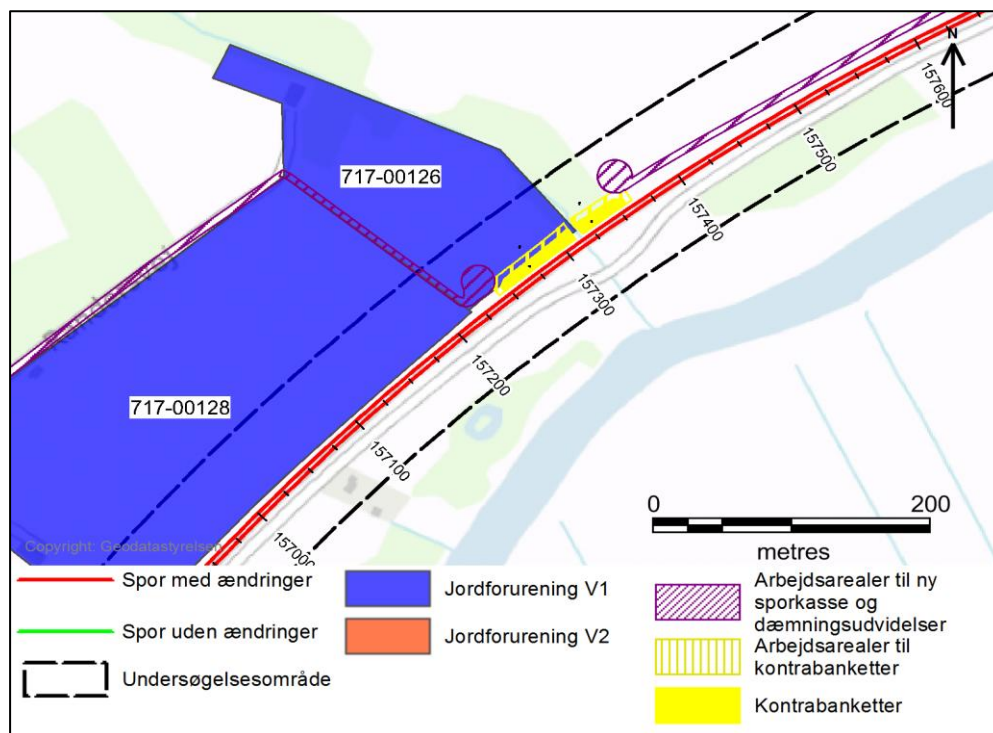 N
157600
157500
717-00126
157400
157300
157200
717-00128
157100
0 200
157000
metres
Copyright: Geodatastyrelsen
Spor med ændringer
Spor uden ændringer
Undersøgelsesområde
Jordforurening V1
Jordforurening V2
Arbejdsarealer til ny
sporkasse og
dæmningsudvidelser
Arbejdsarealer til
kontrabanketter
Kontrabanketter